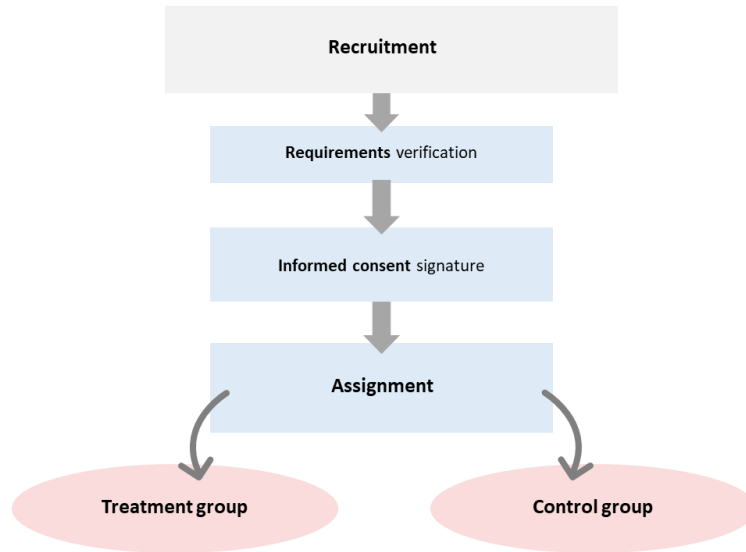 Recruitment
Requirements verification
Informed consent signature
Assignment
Treatment group
Control group